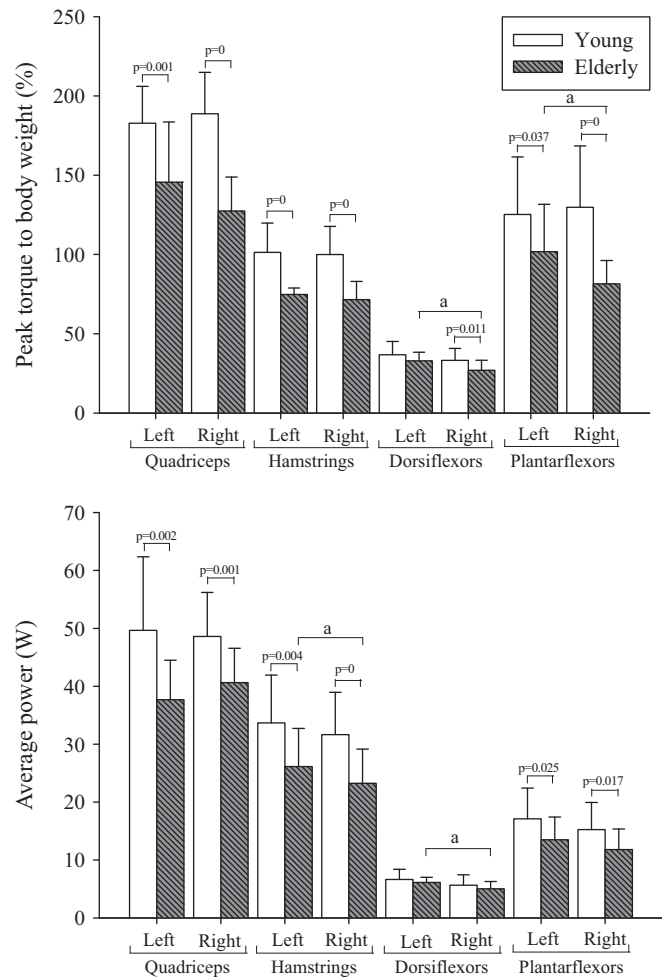 250
200
150
100
50
0
Peak torque to body weight (%)
Young
Elderly
p=0.001
p=0
p=0
p=0
a
p=0.011
a
p=0.037
p=0
Left Right Left Right Left Right Left Right
Quadriceps Hamstrings Dorsiflexors Plantarflexors
70
60
50
40
30
20
10
0
Average power (W)
p=0.002
p=0.001
a
p=0.004
p=0
a
p=0.025
p=0.017
Left Right Left Right Left Right Left Right
Quadriceps Hamstrings Dorsiflexors Plantarflexors